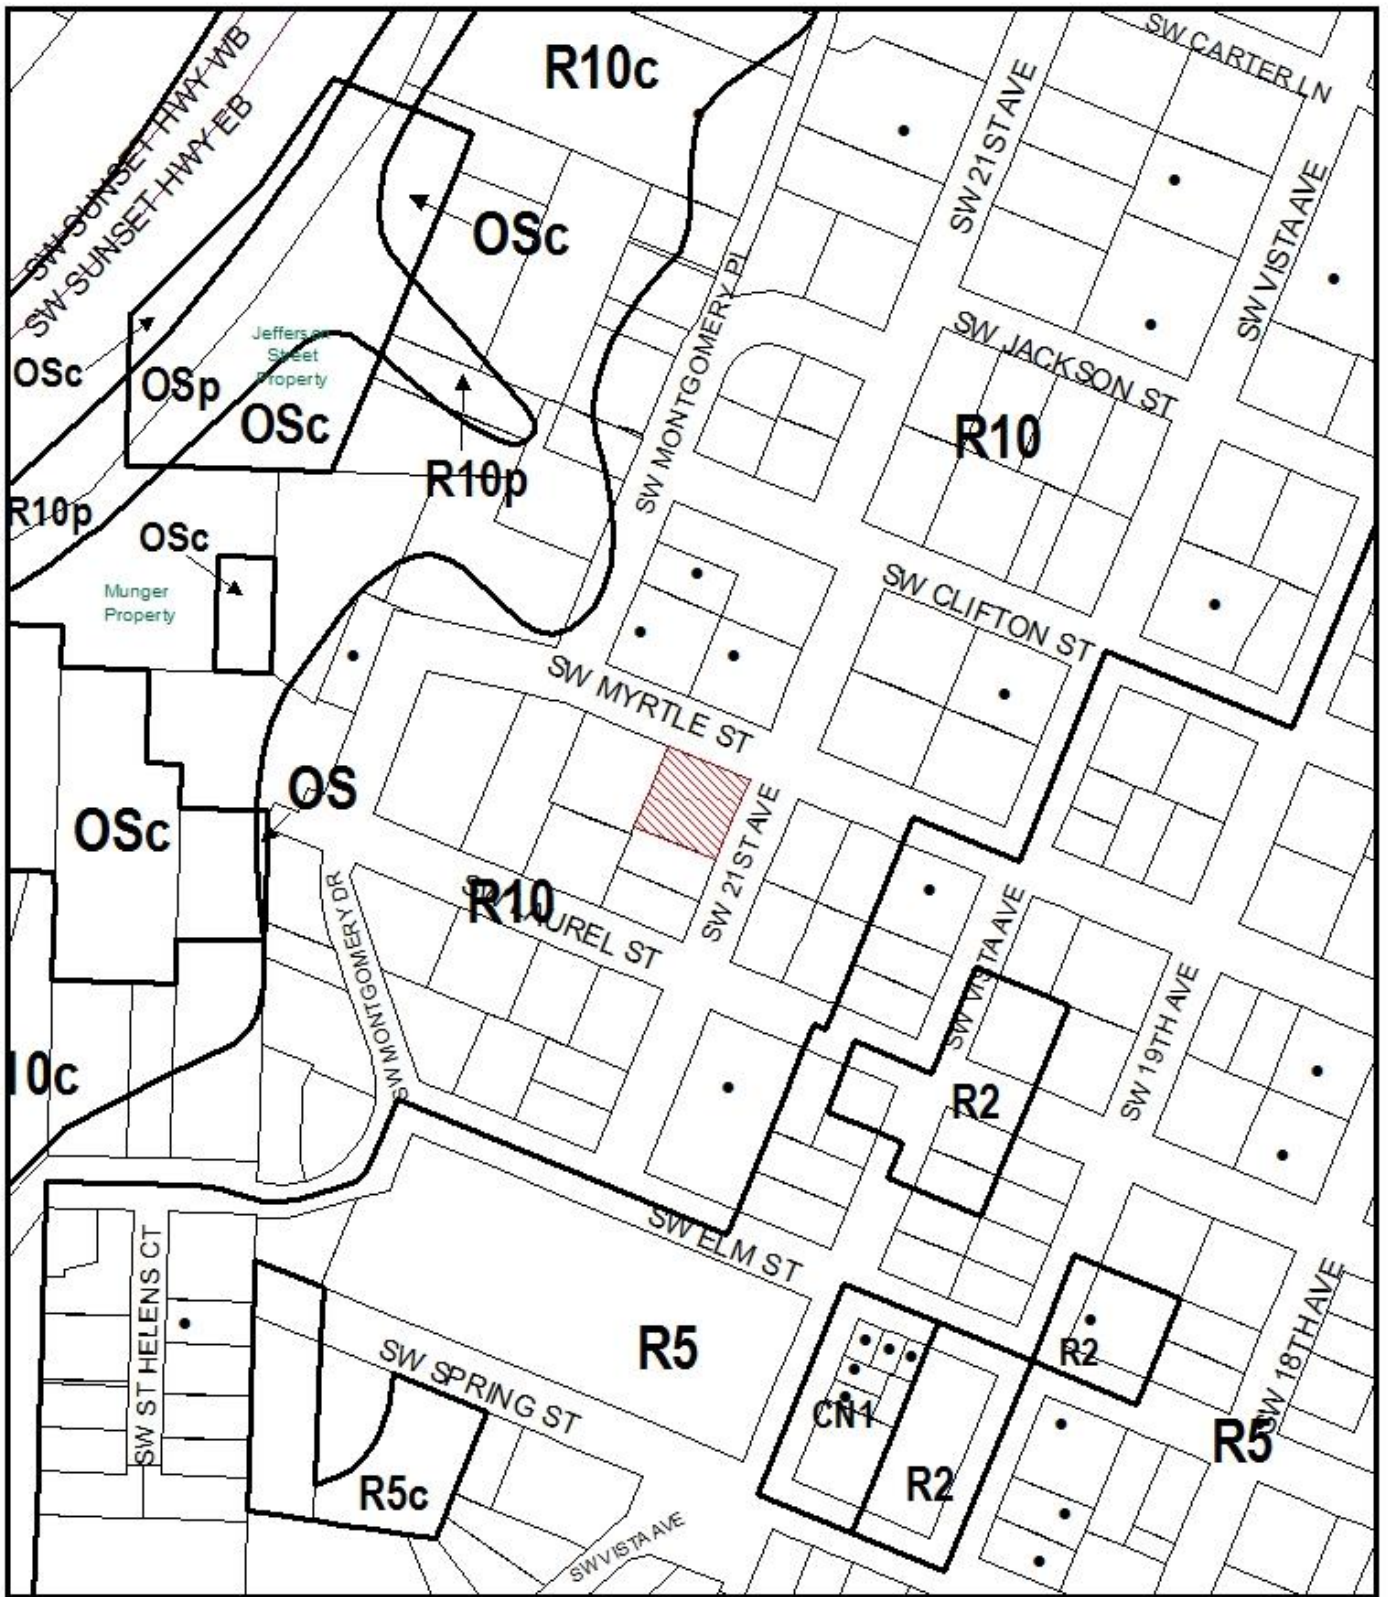 SW CARTER LN
R10c
SW SUNSET HWY WB
SW SUNSET HWY EB
SW 21ST AVE
SW VISTA AVE
OSc
SW MONTGOMERY PL
Jefferson
Street
Property
SW JACKSON ST
OSc
OSp
OSc
R10
R10p
R10p
OSc
SW CLIFTON ST
Munger
Property
SW MYRTLE ST
OS
OSc
SW 21ST AVE
R10
SW LAUREL ST
SW MONTGOMERY DR
SW VISTA AVE
SW 19TH AVE
10c
R2
SW ELM ST
SW ST HELENS CT
SW 18TH AVE
R5
R2
SW SPRING ST
CN1
R5
R5c
R2
SW VISTA AVE